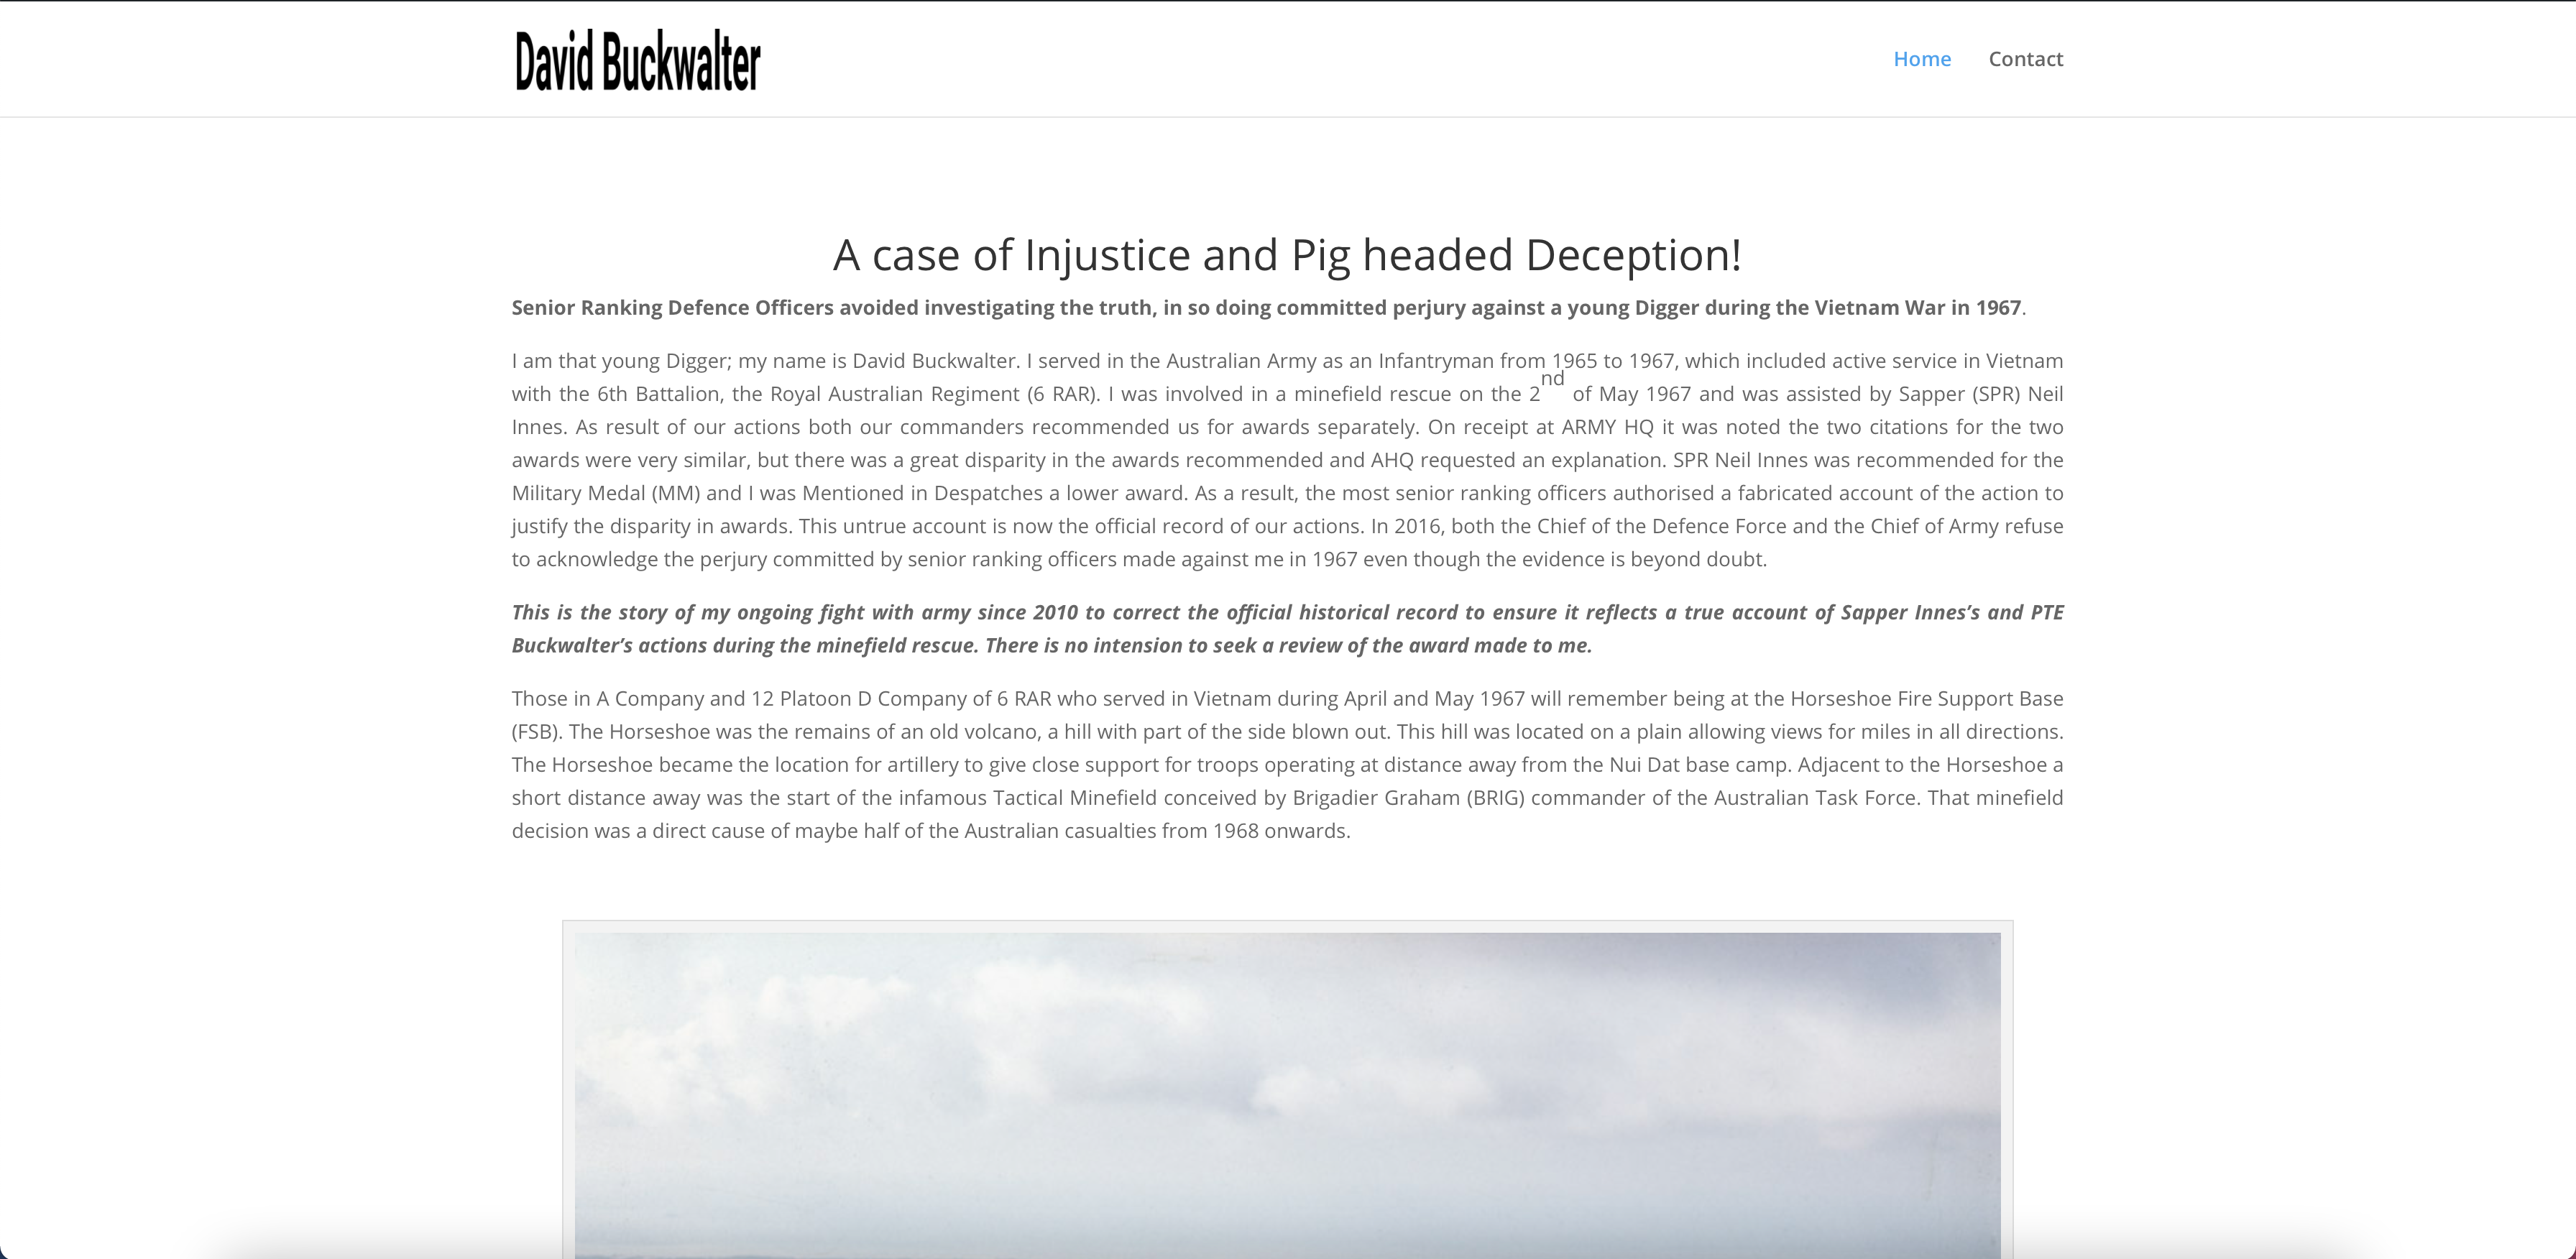 David Buckwalter
Home Contact
A case of Injustice and Pig headed Deception!
Senior Ranking Defence Officers avoided investigating the truth, in so doing committed perjury against a young Digger during the Vietnam War in 1967.
I am that young Digger; my name is David Buckwalter. I served in the Australian Army as an Infantryman from 1965 to 1967, which included active service in Vietnam
with the 6th Battalion, the Royal Australian Regiment (6 RAR). I was involved in a minefield rescue on the 2nd of May 1967 and was assisted by Sapper (SPR) Neil
Innes. As result of our actions both our commanders recommended us for awards separately. On receipt at ARMY HQ it was noted the two citations for the two
awards were very similar, but there was a great disparity in the awards recommended and AHQ requested an explanation. SPR Neil Innes was recommended for the
Military Medal (MM) and I was Mentioned in Despatches a lower award. As a result, the most senior ranking officers authorised a fabricated account of the action to
justify the disparity in awards. This untrue account is now the official record of our actions. In 2016, both the Chief of the Defence Force and the Chief of Army refuse
to acknowledge the perjury committed by senior ranking officers made against me in 1967 even though the evidence is beyond doubt.
This is the story of my ongoing fight with army since 2010 to correct the official historical record to ensure it reflects a true account of Sapper Innes’s and PTE
Buckwalter’s actions during the minefield rescue. There is no intension to seek a review of the award made to me.
Those in A Company and 12 Platoon D Company of 6 RAR who served in Vietnam during April and May 1967 will remember being at the Horseshoe Fire Support Base
(FSB). The Horseshoe was the remains of an old volcano, a hill with part of the side blown out. This hill was located on a plain allowing views for miles in all directions.
The Horseshoe became the location for artillery to give close support for troops operating at distance away from the Nui Dat base camp. Adjacent to the Horseshoe a
short distance away was the start of the infamous Tactical Minefield conceived by Brigadier Graham (BRIG) commander of the Australian Task Force. That minefield
decision was a direct cause of maybe half of the Australian casualties from 1968 onwards.